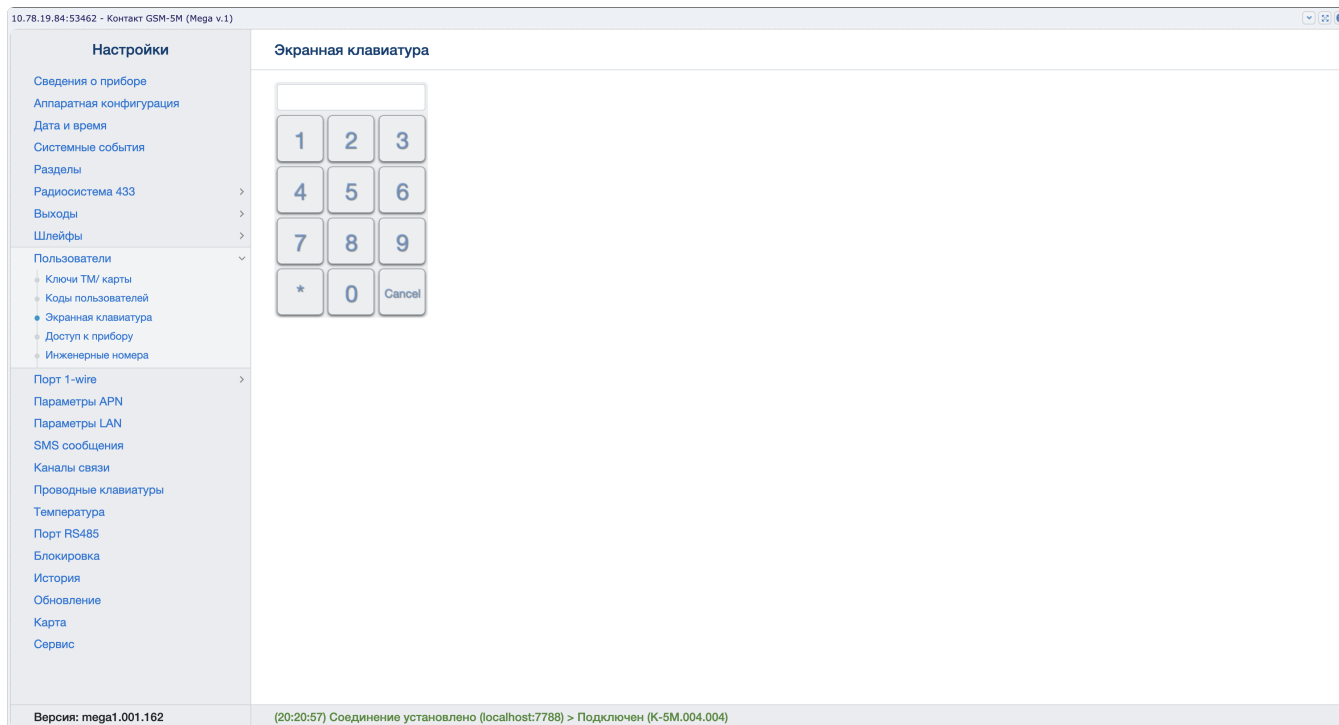 10.78.19.84:53462 - Контакт GSM-5M (Mega v.1)
Настройки
Сведения о приборе
Аппаратная конфигурация
Дата и время
Системные события
Разделы
Радиосистема 433
Выходы
Шлейфы
Пользователи
Ключи ТМ/ карты
Коды пользователей
Экранная клавиатура
Доступ к прибору
Инженерные номера
Порт 1-wire
Параметры APN
Параметры LAN
SMS сообщения
Каналы связи
Проводные клавиатуры
Температура
Порт RS485
Блокировка
История
Обновление
Карта
Сервис
Версия: mega1.001.162
Экранная клавиатура
1 2 3
4 5 6
7 8 9
* 0 Cancel
(20:20:57) Соединение установлено (localhost:7788) > Подключен (K-5M.004.004)